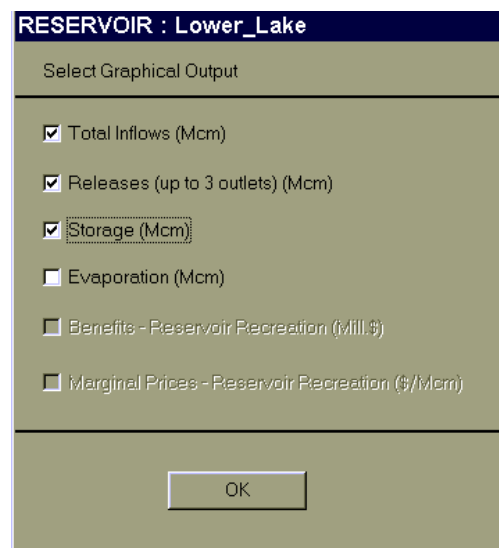 RESERVOIR : Lower_Lake
Select Graphical Output
Total Inflows (Mcm)
Releases (up to 3 outlets) (Mcm)
Storage (Mcm)
Evaporation (Mcm)
Benefits - Reservoir Recreation (Mill.$)
Marginal Prices - Reservoir Recreation ($/Mcm)
OK